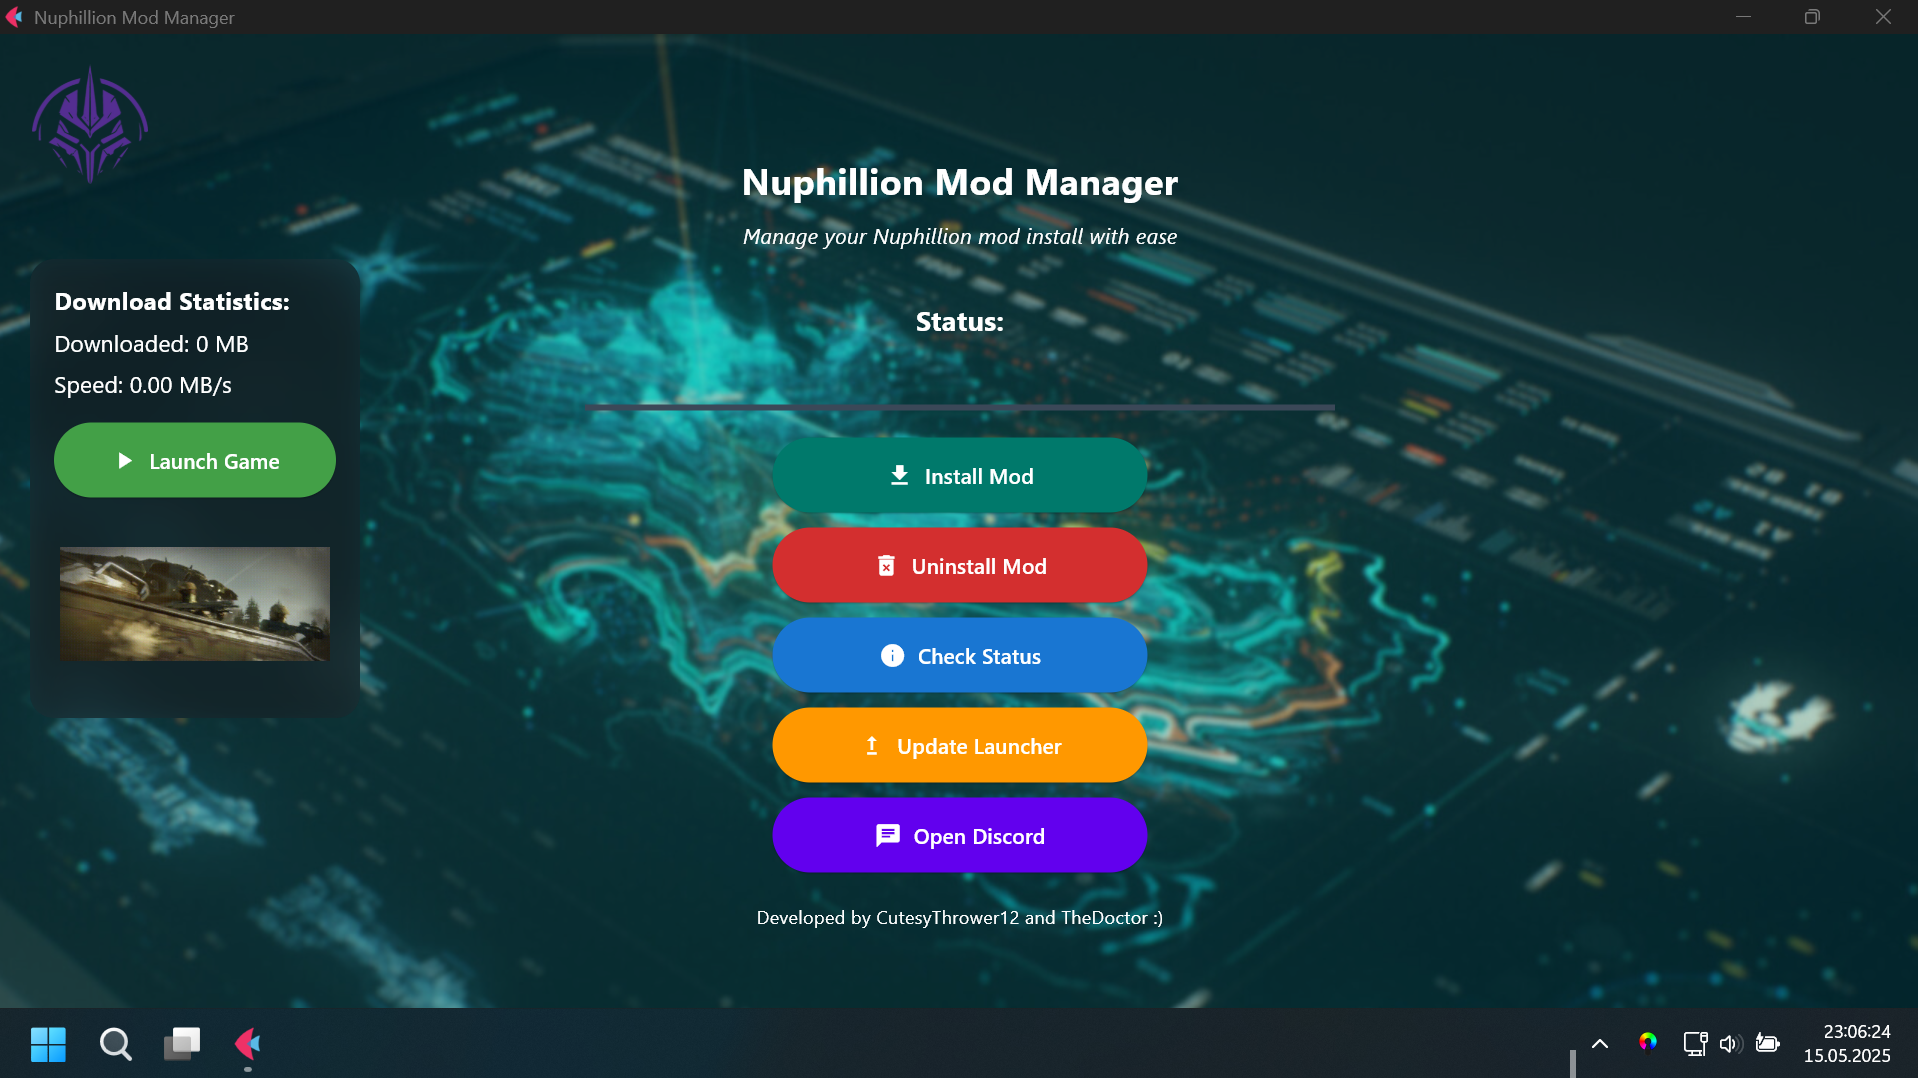 Nuphillion Mod Manager
Nuphillion Mod Manager
Manage your Nuphillion mod install with ease
Status:
Download Statistics:
Downloaded: 0 MB
Speed: 0.00 MB/s
Launch Game
Install Mod
Uninstall Mod
Check Status
Update Launcher
Open Discord
Developed by CutesyThrower12 and TheDoctor :)
23:06:24
15.05.2025